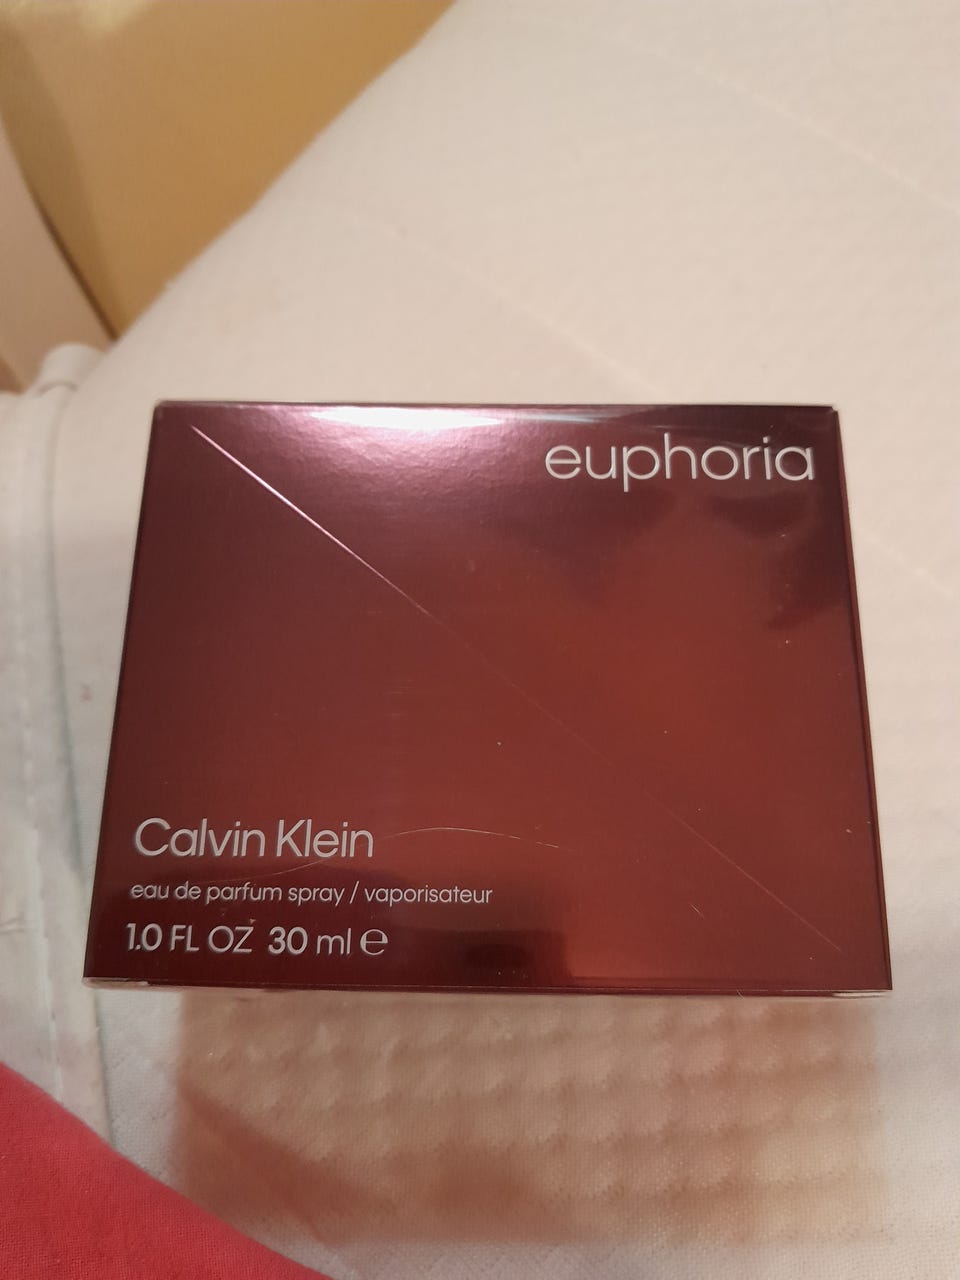 euphoria
Calvin Klein
eau de parfum spray / vaporisateur
1.0 FL OZ 30 ml ℮